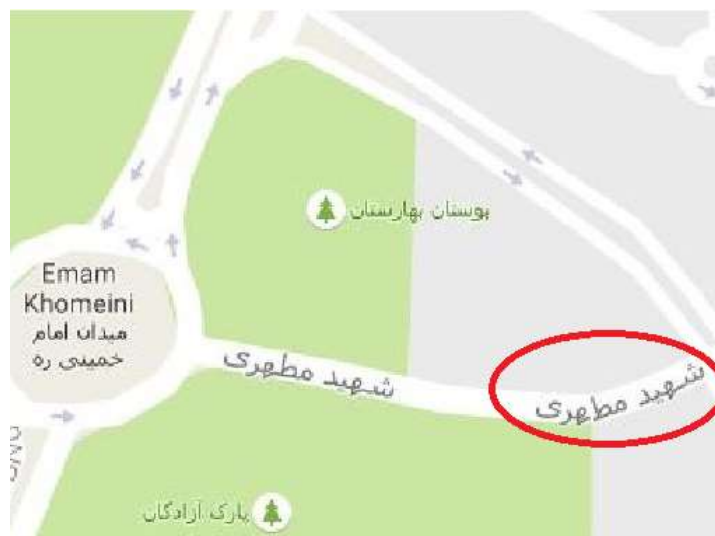 بوستان بهارستان
Emam
Khomeini
میدان امام
خمینی ره
شهید مطهری
شهید مطهری
پارک آزادگان